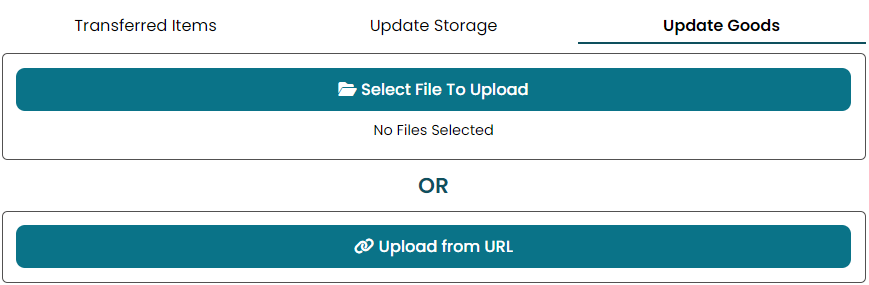 Transferred Items
Update Storage
Update Goods
Select File To Upload
No Files Selected
OR
Upload from URL